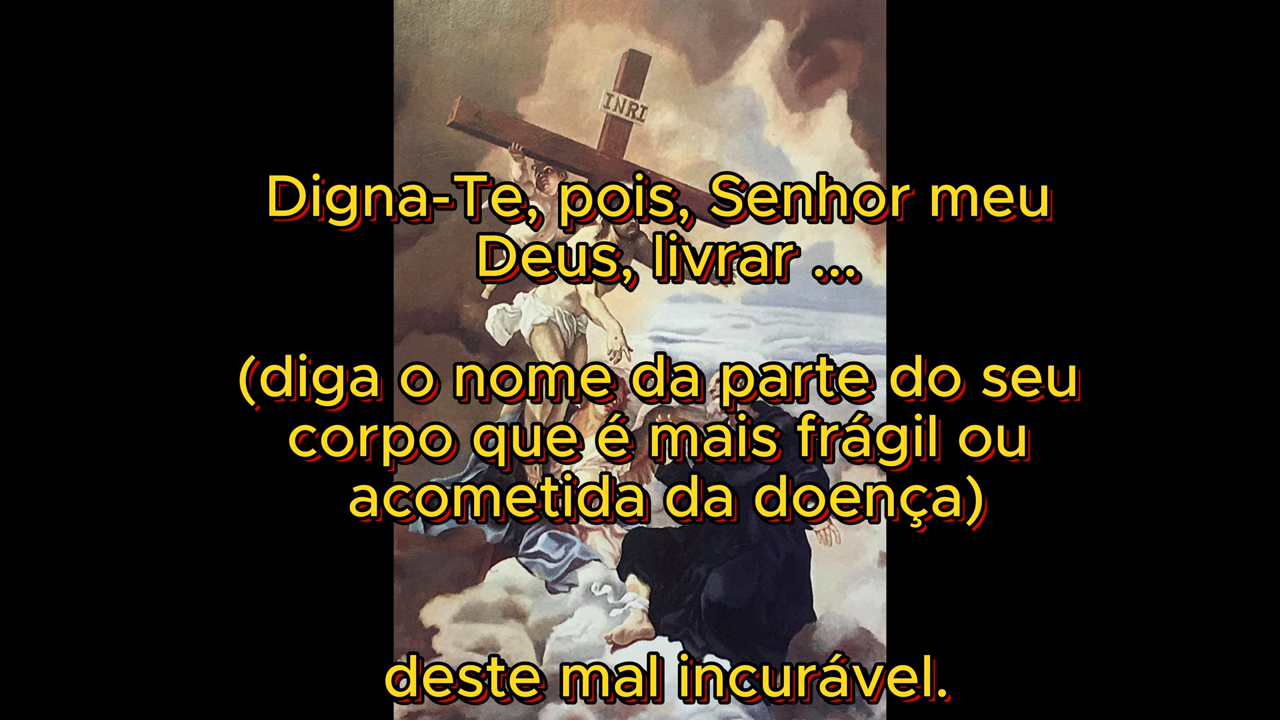 INRI
Digna-Te, pois, Senhor meu
Deus, livrar ...
(diga o nome da parte do seu
corpo que é mais frágil ou
acometida da doença)
deste mal incurável.